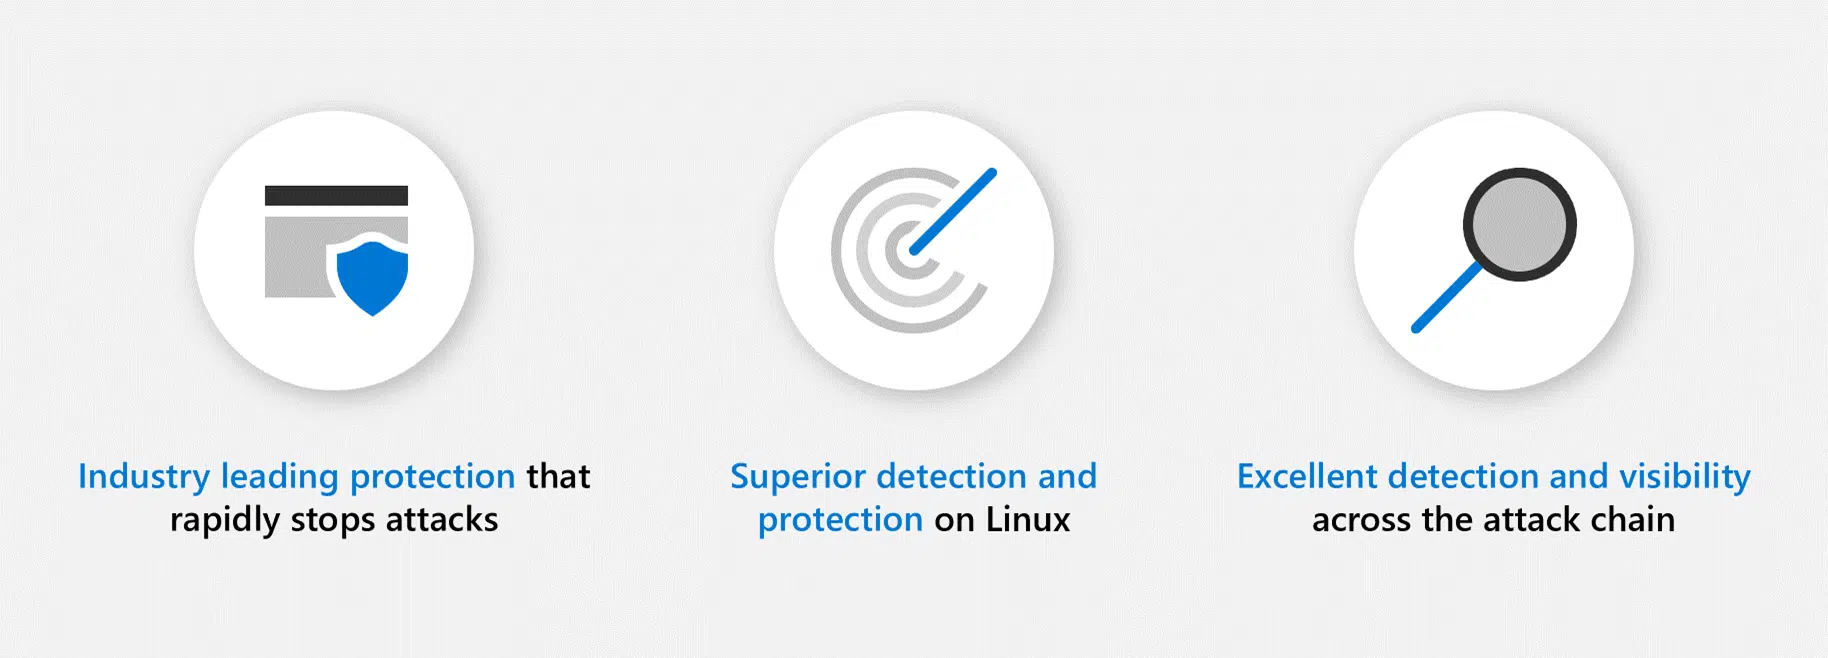 Industry leading protection that
rapidly stops attacks
Superior detection and
protection on Linux
Excellent detection and visibility
across the attack chain